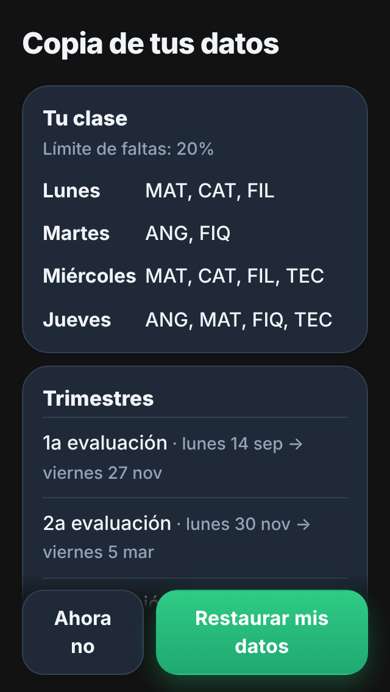 Copia de tus datos
Tu clase
Límite de faltas: 20%
Lunes MAT, CAT, FIL
Martes ANG, FIQ
Miércoles MAT, CAT, FIL, TEC
Jueves ANG, MAT, FIQ, TEC
Trimestres
1a evaluación · lunes 14 sep →
viernes 27 nov
2a evaluación · lunes 30 nov →
viernes 5 mar
Ahora
no
Restaurar mis
datos